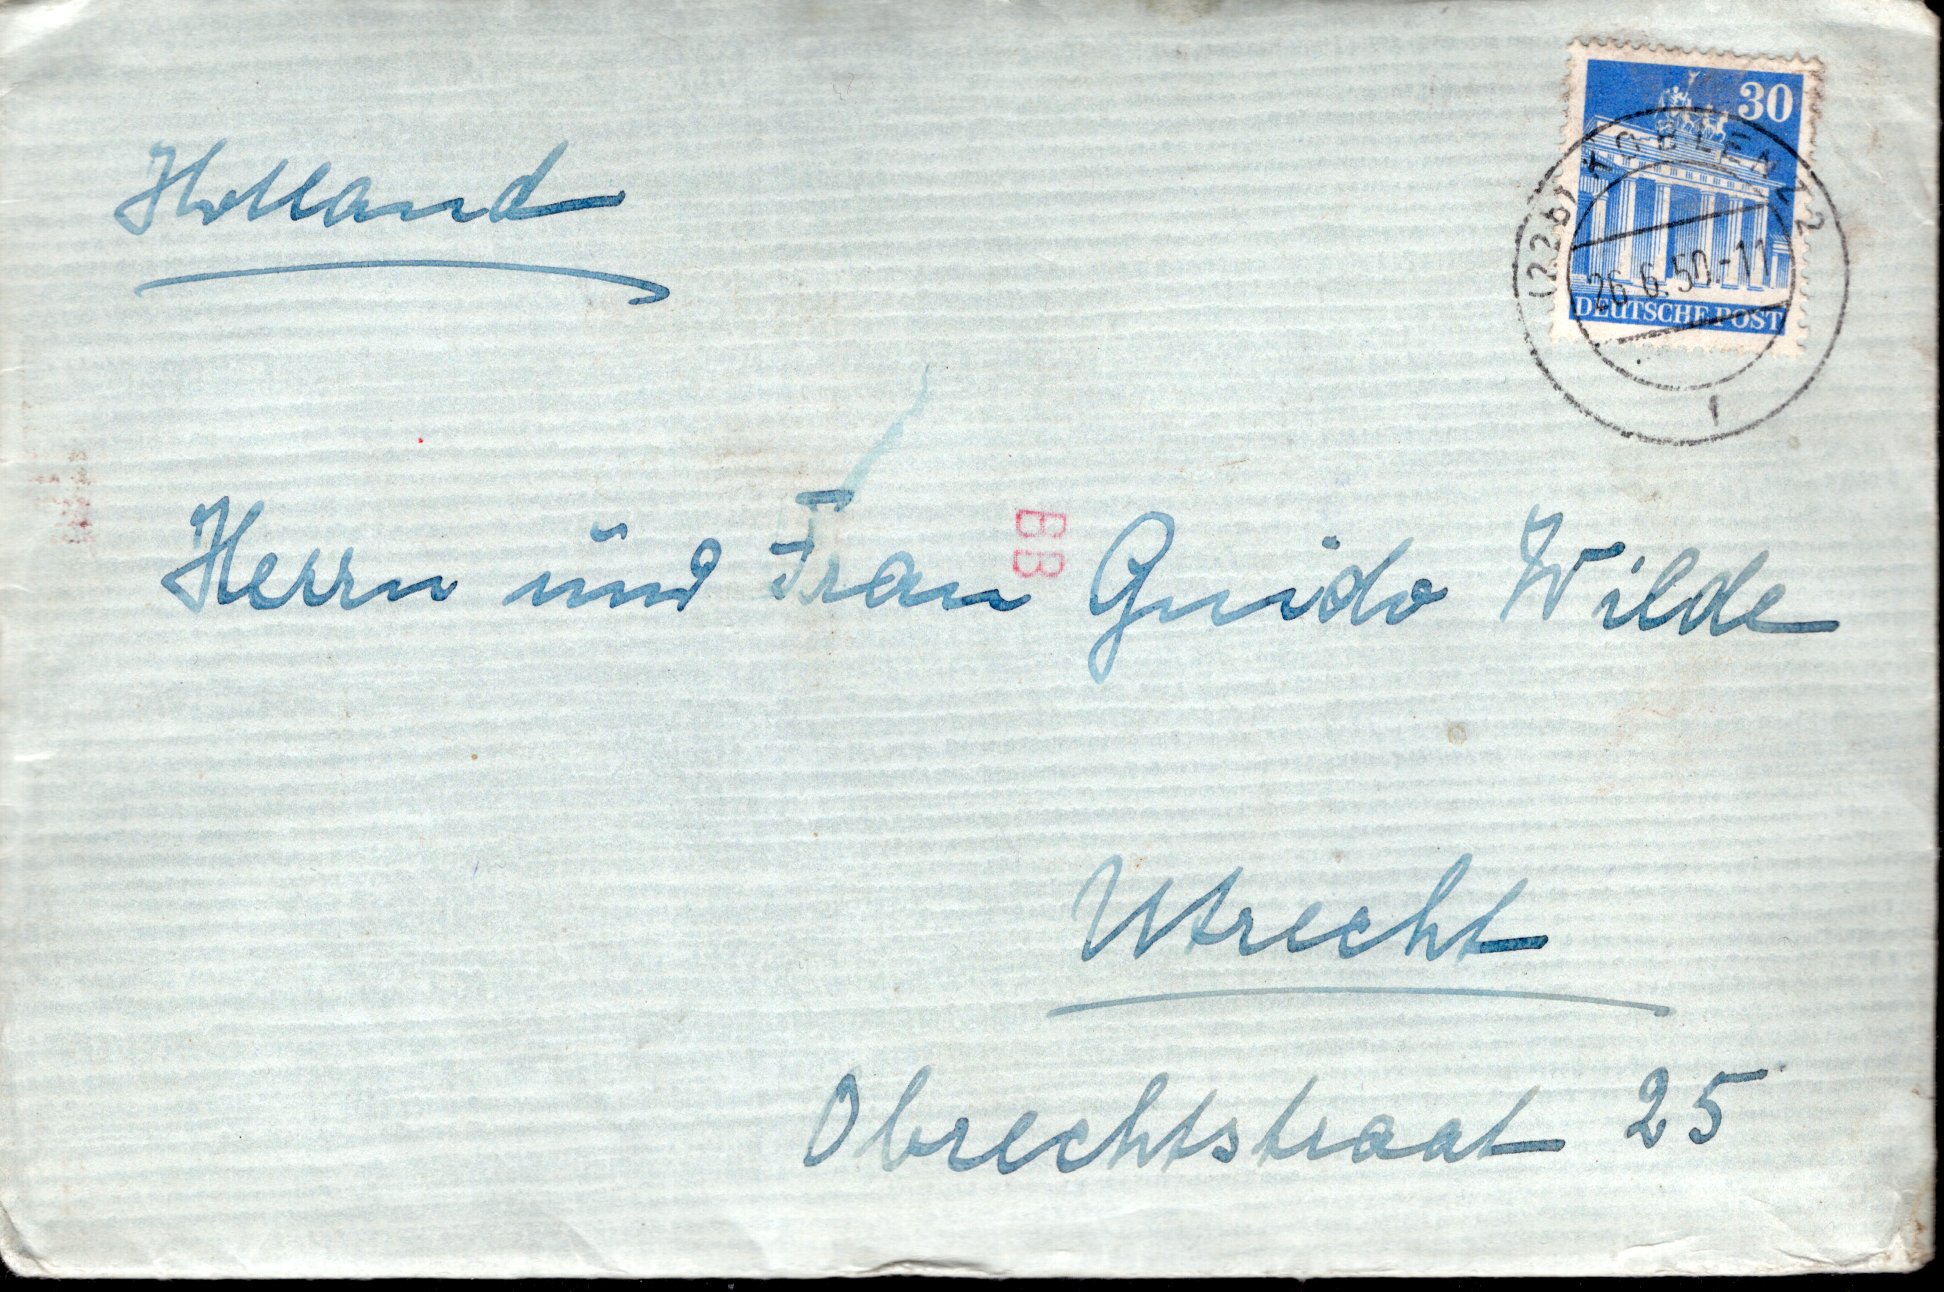 30
DEUTSCHE POST
(22b) KOBLENZ 2
26.6.50.-11
f
Holland
BB
Herrn und Frau Guido Wilde
Utrecht
Obrechtstraat 25